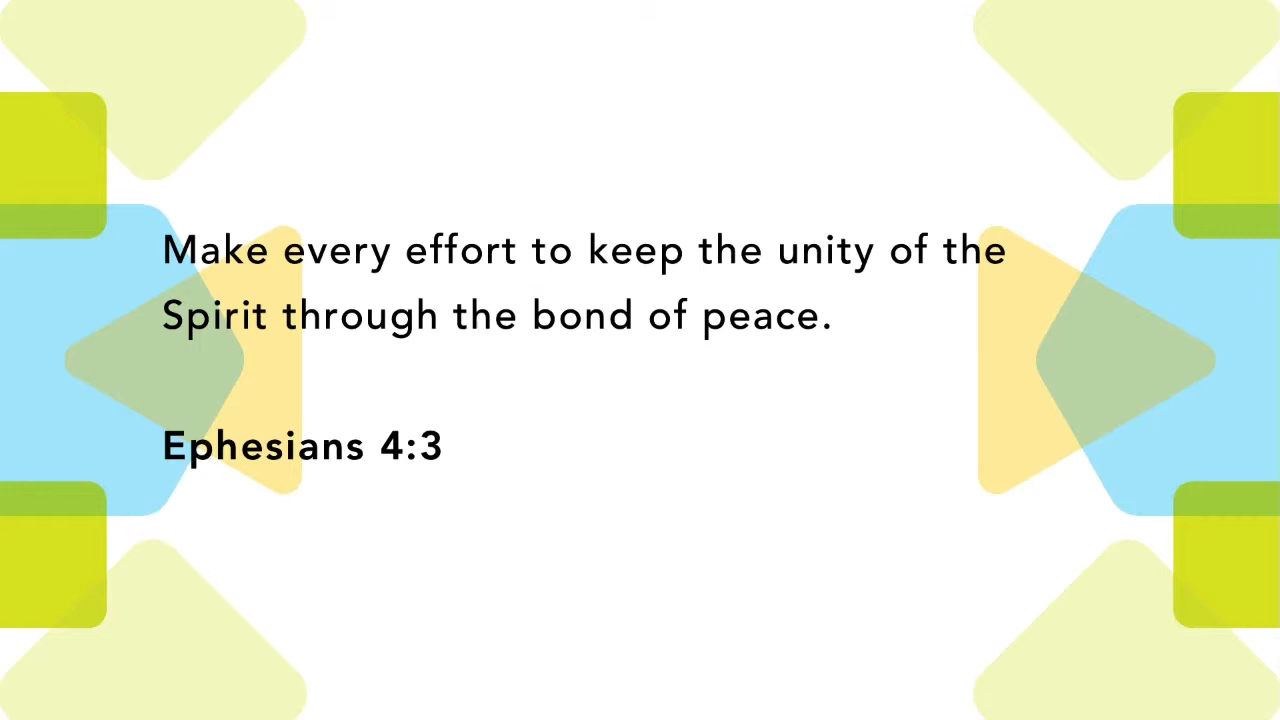 Make every effort to keep the unity of the
Spirit through the bond of peace.
Ephesians 4:3